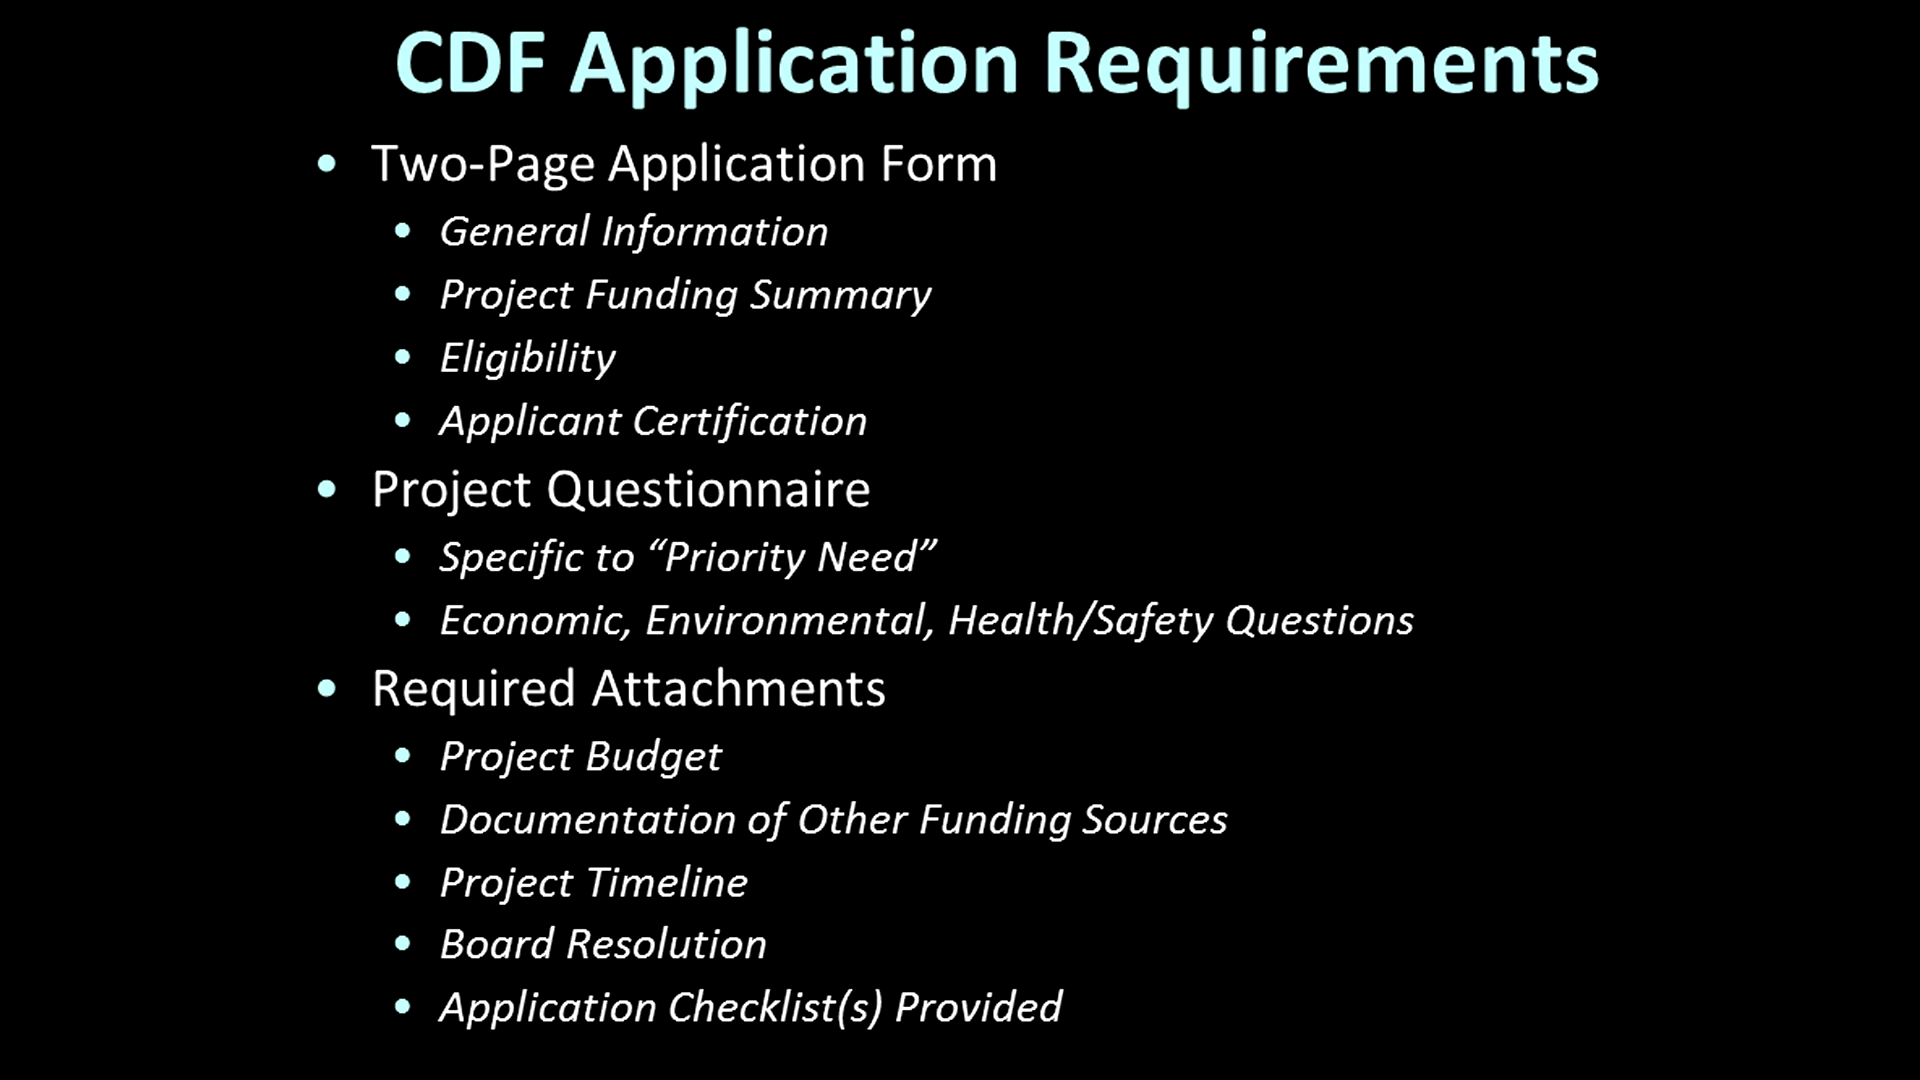 CDF Application Requirements
• Two-Page Application Form
• General Information
• Project Funding Summary
• Eligibility
• Applicant Certification
• Project Questionnaire
• Specific to “Priority Need”
• Economic, Environmental, Health/Safety Questions
• Required Attachments
• Project Budget
• Documentation of Other Funding Sources
• Project Timeline
• Board Resolution
• Application Checklist(s) Provided